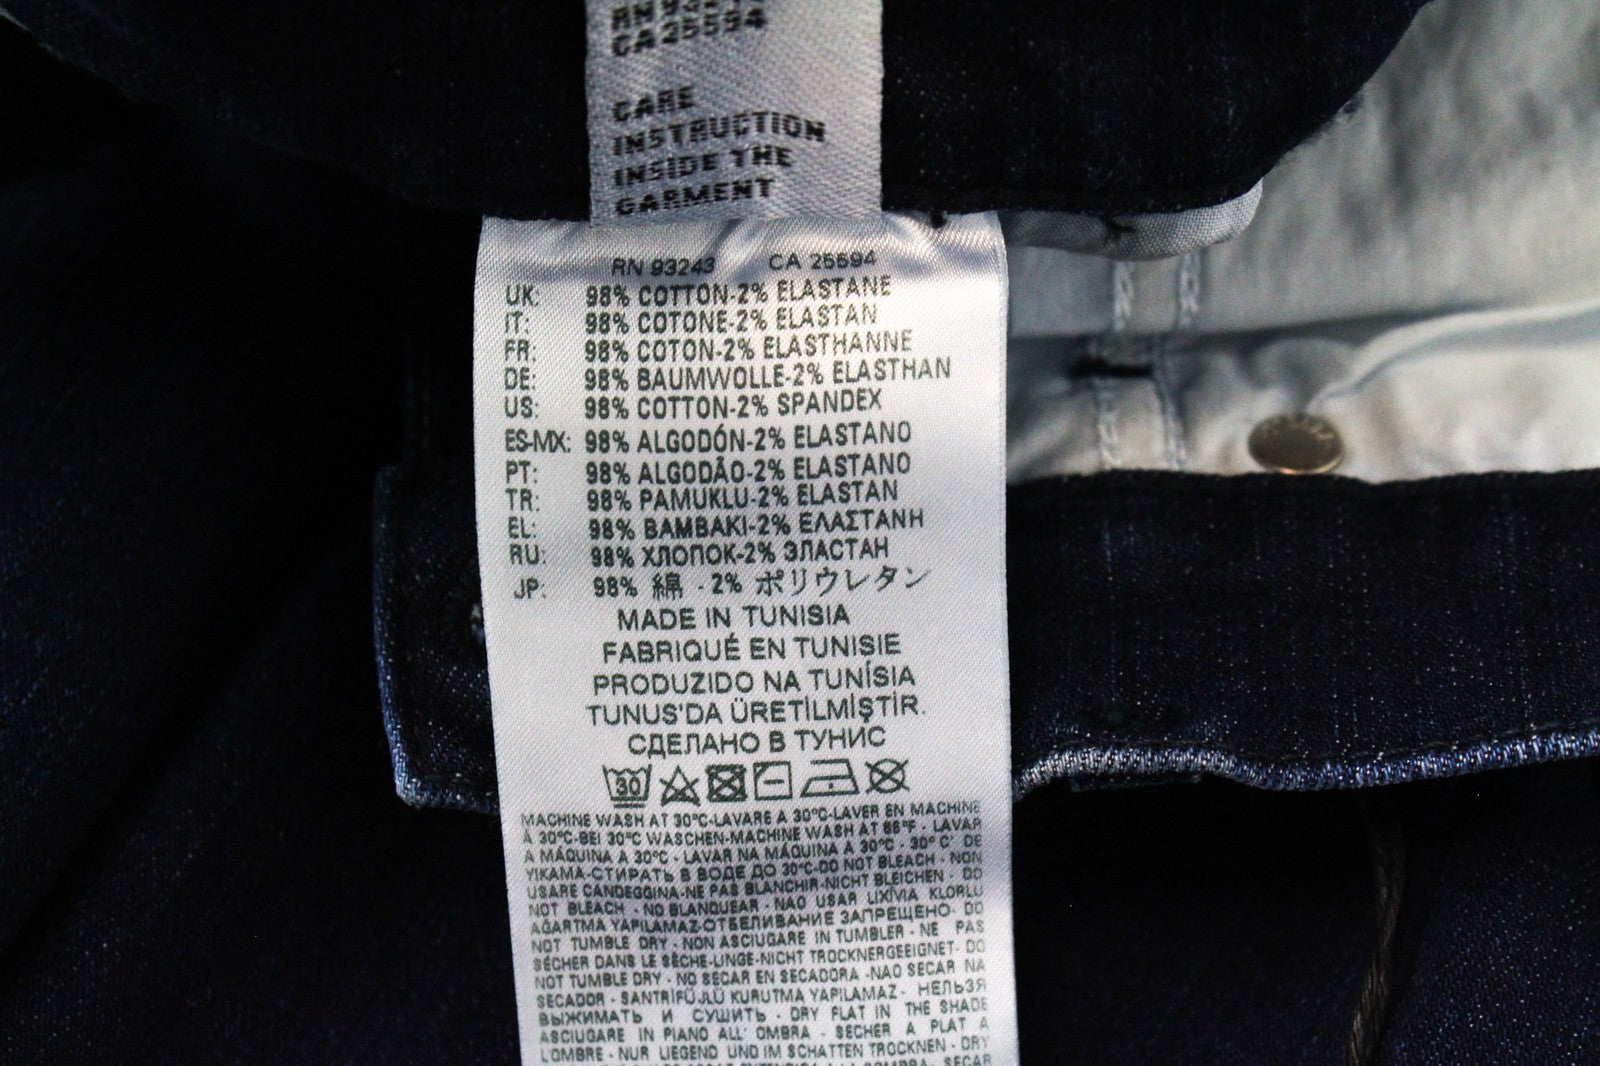 CA 25594
CARE
INSTRUCTION
INSIDE THE
GARMENT
RN 93243 CA 25594
UK: 98% COTTON-2% ELASTANE
IT: 98% COTONE-2% ELASTAN
FR: 98% COTON-2% ELASTHANNE
DE: 98% BAUMWOLLE-2% ELASTHAN
US: 98% COTTON-2% SPANDEX
ES-MX: 98% ALGODÓN-2% ELASTANO
PT: 98% ALGODÃO-2% ELASTANO
TR: 98% PAMUKLU-2% ELASTAN
EL: 98% BAMBAKI-2% ΕΛΑΣΤΑΝΗ
RU: 98% ХЛОПОК-2% ЭЛАСТАН
JP: 98% 綿 - 2% ポリウレタン
MADE IN TUNISIA
FABRIQUÉ EN TUNISIE
PRODUZIDO NA TUNÍSIA
TUNUS'DA ÜRETİLMİŞTİR.
СДЕЛАНО В ТУНИС
30
MACHINE WASH AT 30°C-LAVARE A 30°C-LAVER EN MACHINE
À 30°C-BEI 30°C WASCHEN-MACHINE WASH AT 86°F - LAVAR
A MÁQUINA A 30°C - LAVAR NA MÁQUINA A 30°C - 30°C' DE
YIKAMA-СТИРАТЬ В ВОДЕ ДО 30°C-DO NOT BLEACH - NON
USARE CANDEGGINA-NE PAS BLANCHIR-NICHT BLEICHEN - DO
NOT BLEACH - NO BLANQUEAR - NAO USAR LIXÍVIA KLORLU
AĞARTMA YAPILAMAZ-ОТБЕЛИВАНИЕ ЗАПРЕЩЕНО- DO
NOT TUMBLE DRY - NON ASCIUGARE IN TUMBLER - NE PAS
SÉCHER DANS LE SÈCHE-LINGE-NICHT TROCKNERGEEIGNET- DO
NOT TUMBLE DRY - NO SECAR EN SECADORA -NAO SECAR NA
SECADOR - SANTRİFÜJLÜ KURUTMA YAPILAMAZ - НЕЛЬЗЯ
ВЫЖИМАТЬ И СУШИТЬ - DRY FLAT IN THE SHADE
ASCIUGARE IN PIANO ALL' OMBRA - SÉCHER À PLAT À
L'OMBRE - NUR LIEGEND UND IM SCHATTEN TROCKNEN - DRY
OMBRA - SECAR